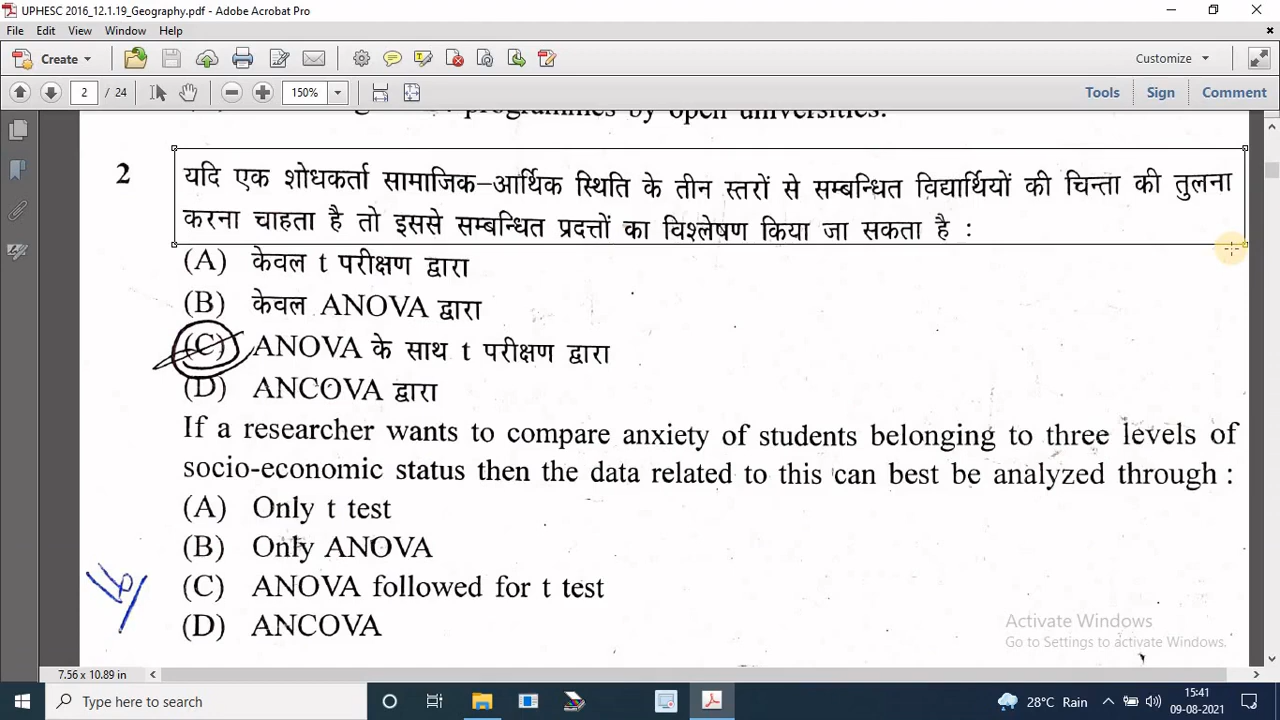 UPHESC 2016_12.1.19_Geography.pdf - Adobe Acrobat Pro
File Edit View Window Help
Create Customize
2 / 24 150% Tools Sign Comment
programmes by open universities.
2 यदि एक शोधकर्ता सामाजिक–आर्थिक स्थिति के तीन स्तरों से सम्बन्धित विद्यार्थियों की चिन्ता की तुलना
करना चाहता है तो इससे सम्बन्धित प्रदत्तों का विश्लेषण किया जा सकता है :
(A) केवल t परीक्षण द्वारा
(B) केवल ANOVA द्वारा
(C) ANOVA के साथ t परीक्षण द्वारा
(D) ANCOVA द्वारा
If a researcher wants to compare anxiety of students belonging to three levels of
socio-economic status then the data related to this can best be analyzed through :
(A) Only t test
(B) Only ANOVA
(C) ANOVA followed for t test
(D) ANCOVA
Activate Windows
Go to Settings to activate Windows.
7.56 x 10.89 in
Type here to search 28°C Rain 15:41
09-08-2021